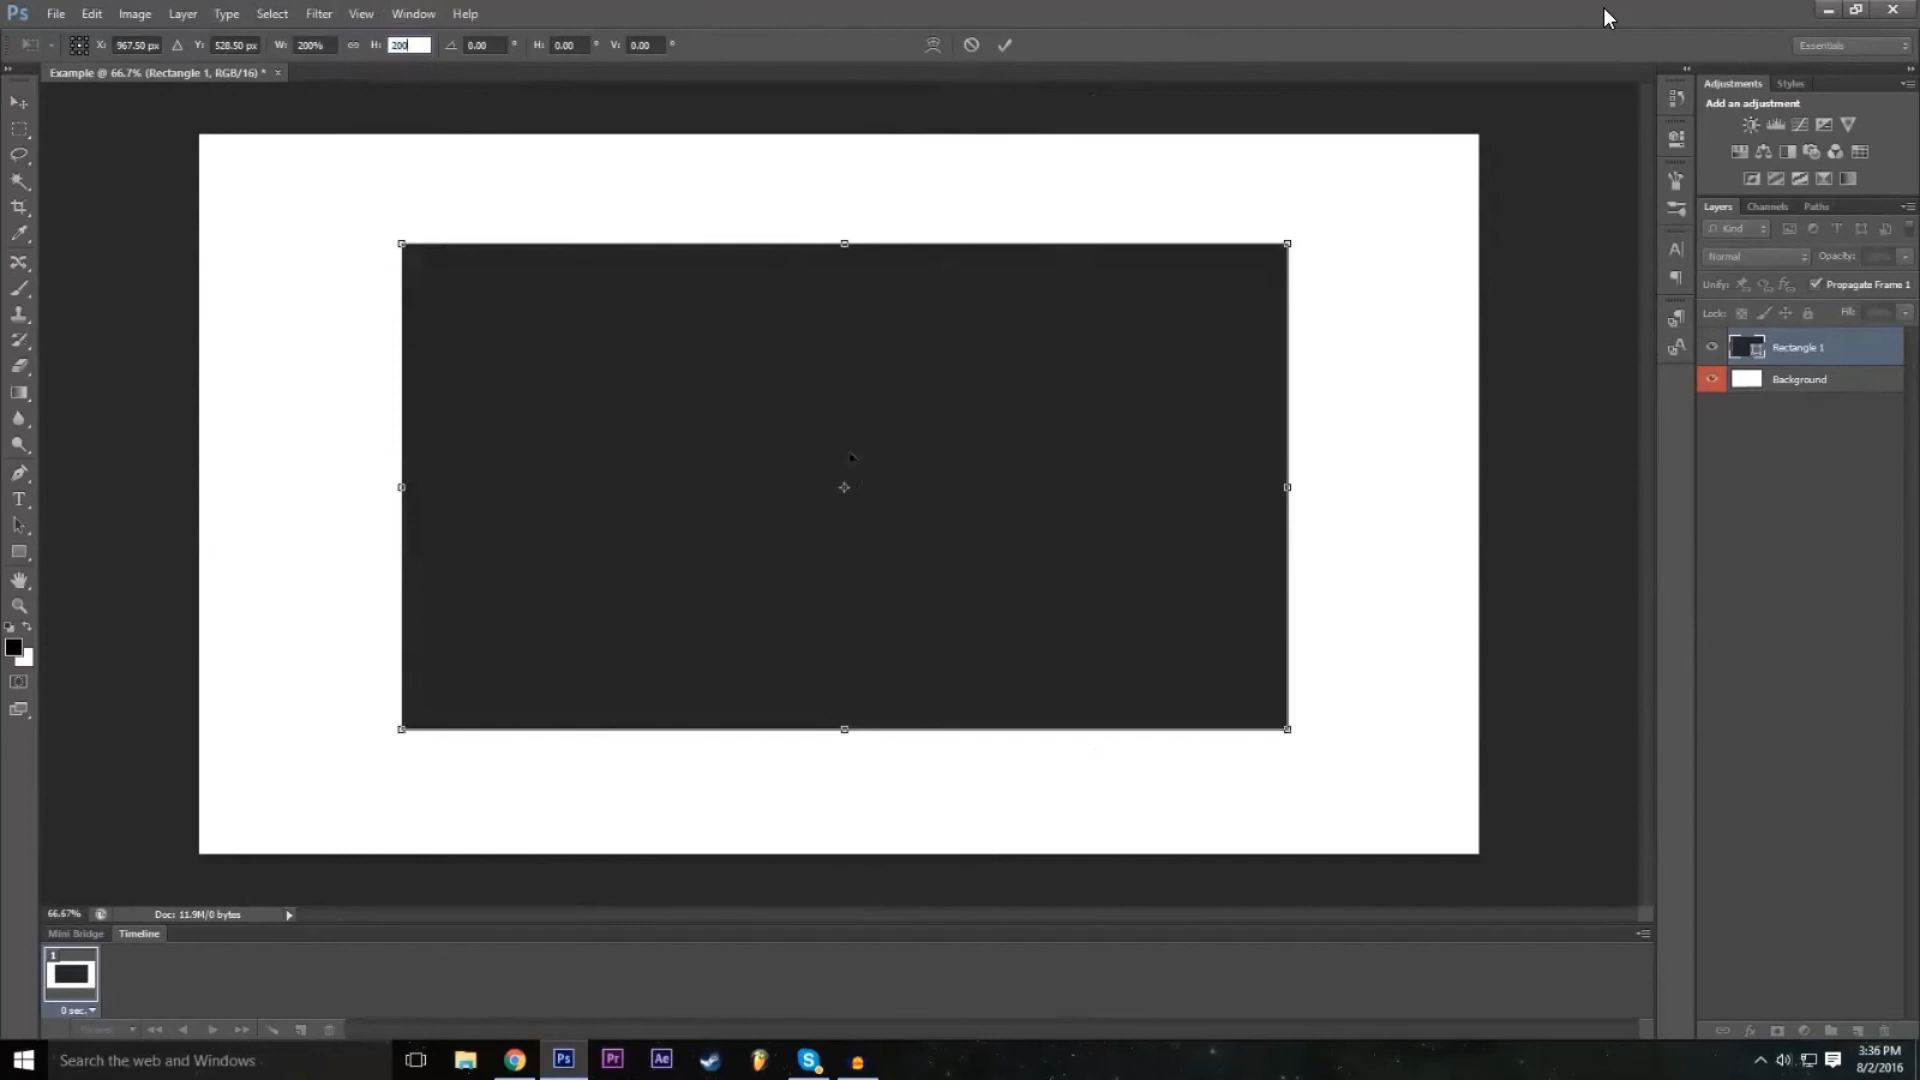 Ps File Edit Image Layer Type Select Filter View Window Help
X: 967.50 px Y: 528.50 px W: 200% H: 200 0.00 ° H: 0.00 ° V: 0.00 ° Essentials
Example @ 66.7% (Rectangle 1, RGB/16) * ×
Adjustments Styles
Add an adjustment
Layers Channels Paths
Kind
Normal Opacity:
Unify: Propagate Frame 1
Lock: Fill:
Rectangle 1
Background
66.67% Doc: 11.9M/0 bytes
Mini Bridge Timeline
1
0 sec.
Search the web and Windows
Ps Pr Ae
3:36 PM
8/2/2016